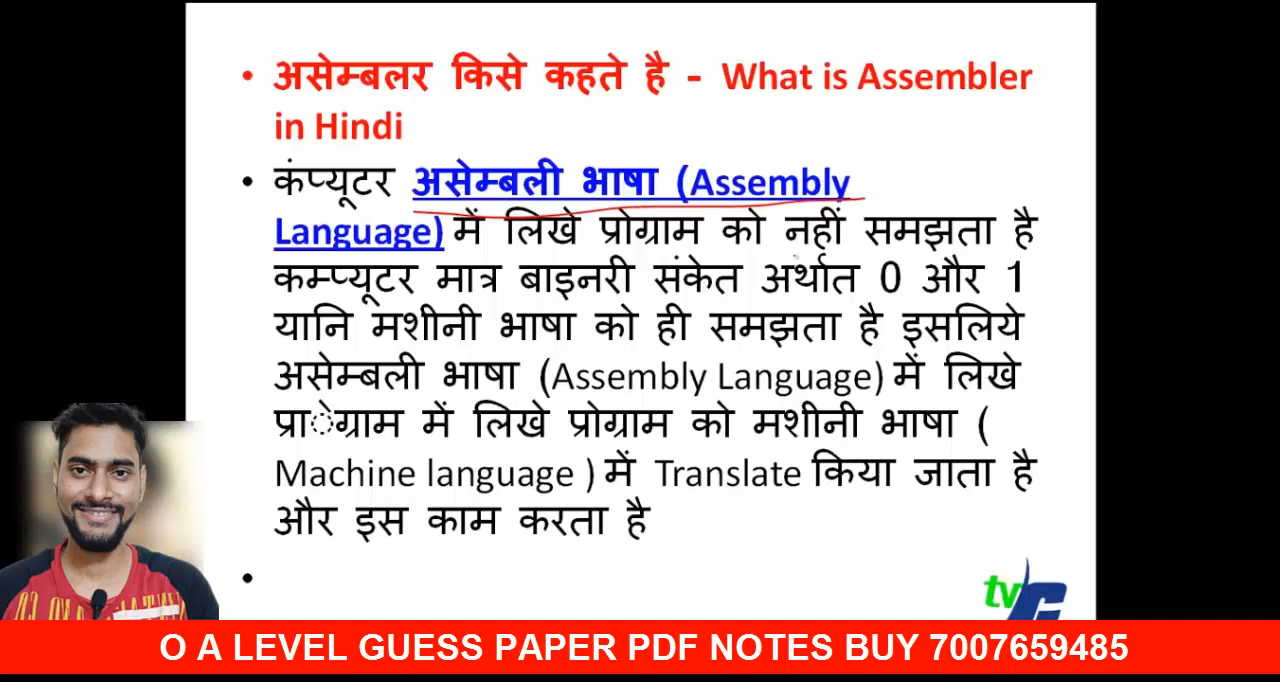 • असेम्बलर किसे कहते है - What is Assembler
in Hindi
• कंप्यूटर असेम्बली भाषा (Assembly
Language) में लिखे प्रोग्राम को नहीं समझता है
कम्प्यूटर मात्र बाइनरी संकेत अर्थात 0 और 1
यानि मशीनी भाषा को ही समझता है इसलिये
असेम्बली भाषा (Assembly Language) में लिखे
प्राेग्राम में लिखे प्रोग्राम को मशीनी भाषा (
Machine language ) में Translate किया जाता है
और इस काम करता है
•
tvG
O A LEVEL GUESS PAPER PDF NOTES BUY 7007659485